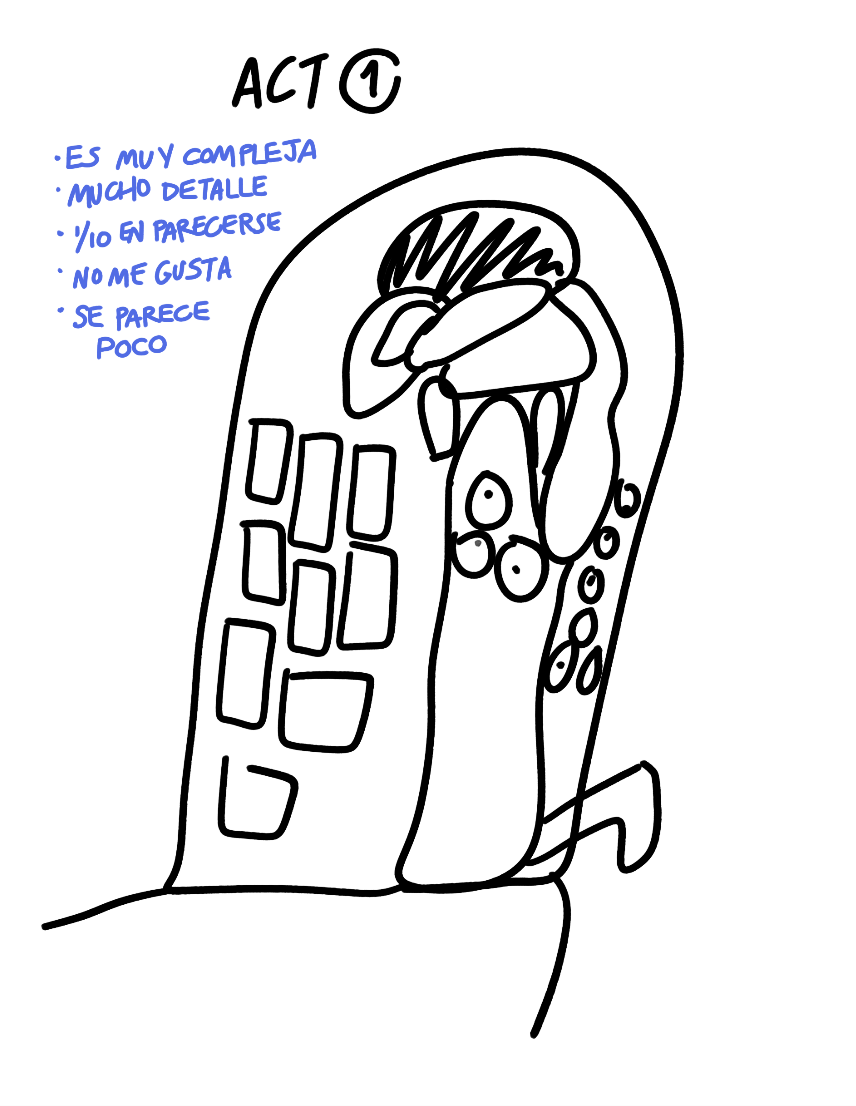 ACT 1
· ES MUY COMPLEJA
· MUCHO DETALLE
· 1/10 EN PARECERSE
· NO ME GUSTA
· SE PARECE
POCO